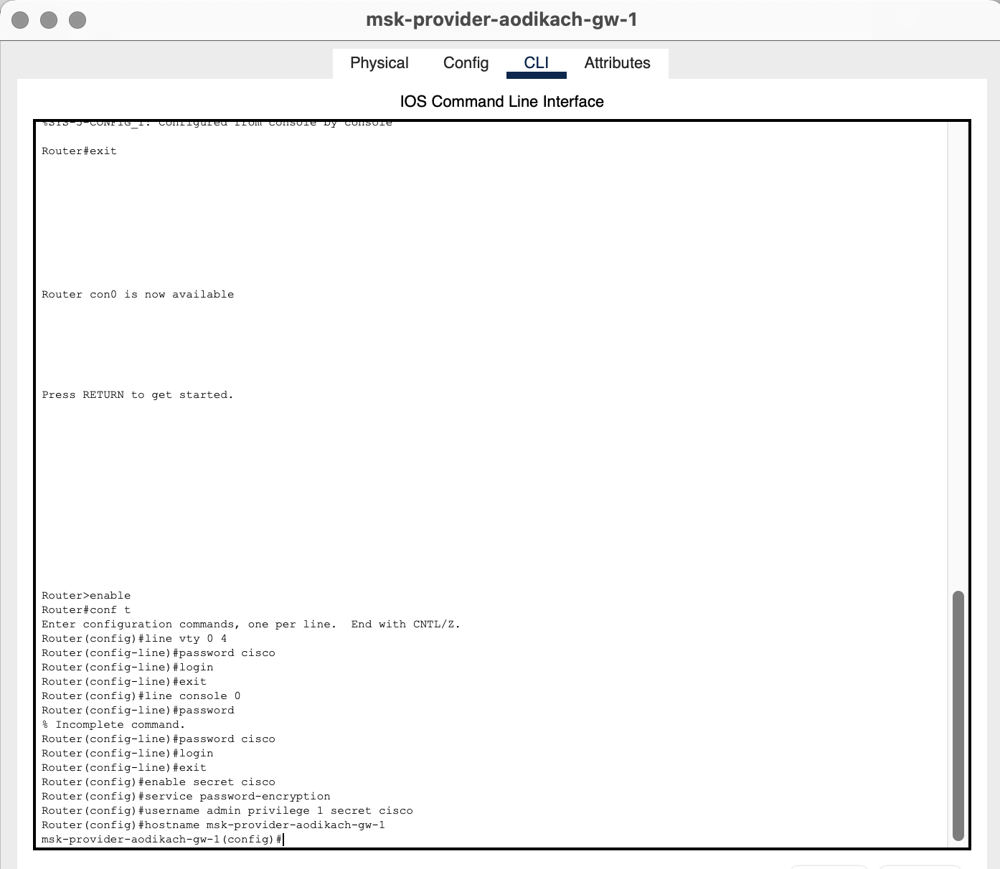 msk-provider-aodikach-gw-1
Physical
Config
CLI
Attributes
IOS Command Line Interface
%SYS-5-CONFIG_I: Configured from console by console
Router#exit
Router con0 is now available
Press RETURN to get started.
Router>enable
Router#conf t
Enter configuration commands, one per line.  End with CNTL/Z.
Router(config)#line vty 0 4
Router(config-line)#password cisco
Router(config-line)#login
Router(config-line)#exit
Router(config)#line console 0
Router(config-line)#password
% Incomplete command.
Router(config-line)#password cisco
Router(config-line)#login
Router(config-line)#exit
Router(config)#enable secret cisco
Router(config)#service password-encryption
Router(config)#username admin privilege 1 secret cisco
Router(config)#hostname msk-provider-aodikach-gw-1
msk-provider-aodikach-gw-1(config)#